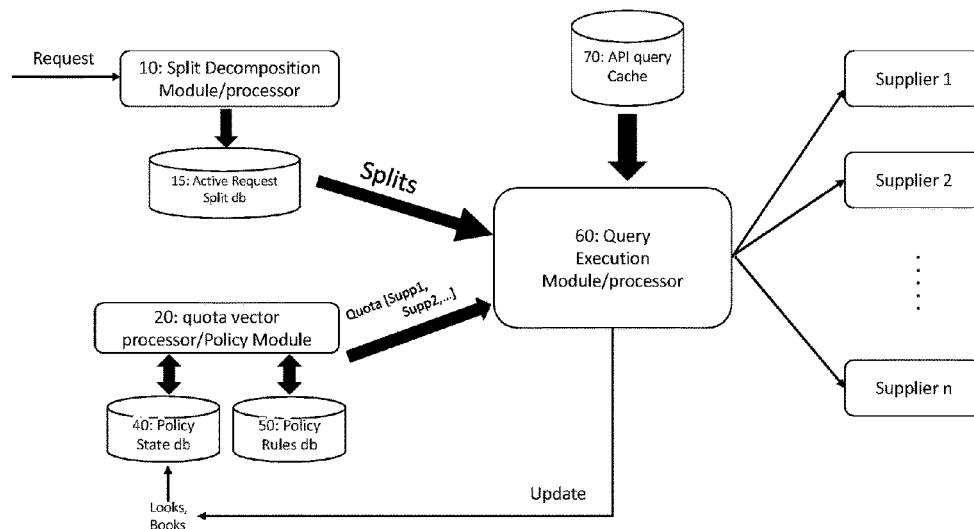 Request
10: Split Decomposition
Module/processor
15: Active Request
Split db
Splits
70: API query
Cache
60: Query
Execution
Module/processor
Supplier 1
Supplier 2
Supplier n
20: quota vector
processor/Policy Module
Quota [Supp1,
Supp2,...]
40: Policy
State db
50: Policy
Rules db
Looks,
Books
Update